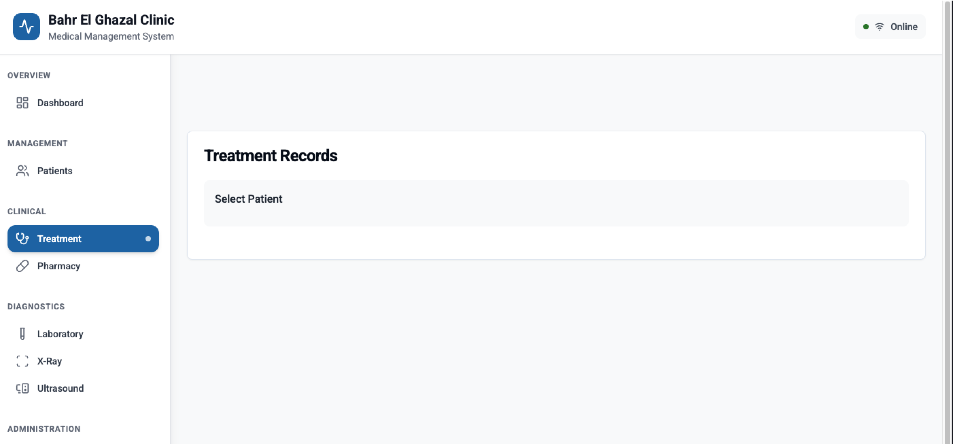 Bahr El Ghazal Clinic
Medical Management System
Online
OVERVIEW
Dashboard
MANAGEMENT
Patients
CLINICAL
Treatment
Pharmacy
DIAGNOSTICS
Laboratory
X-Ray
Ultrasound
ADMINISTRATION
Treatment Records
Select Patient